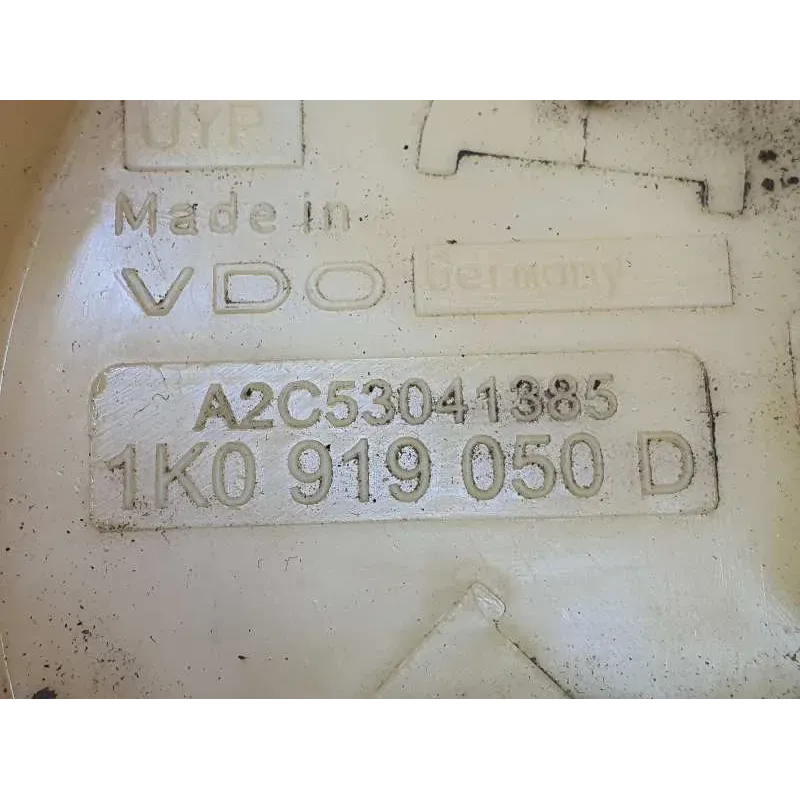 UYP
Made in
VDO Germany
A2C53041385
1K0 919 050 D